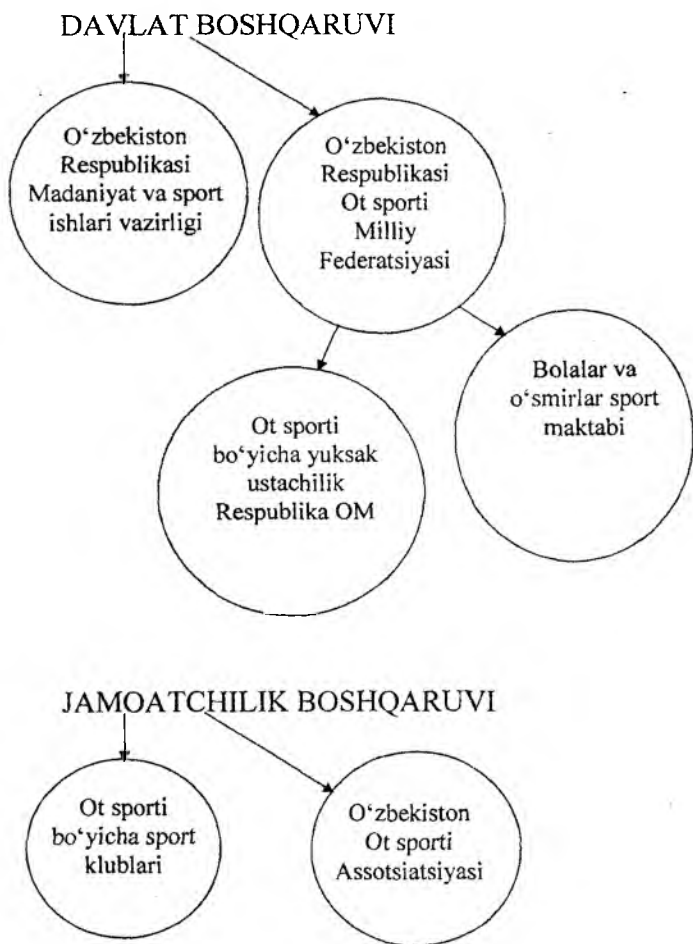 DAVLAT BOSHQARUVI
O‘zbekiston
Respublikasi
Madaniyat va sport
ishlari vazirligi
O‘zbekiston
Respublikasi
Ot sporti
Milliy
Federatsiyasi
Ot sporti
bo‘yicha yuksak
ustachilik
Respublika OM
Bolalar va
o‘smirlar sport
maktabi
JAMOATCHILIK BOSHQARUVI
Ot sporti
bo‘yicha sport
klublari
O‘zbekiston
Ot sporti
Assotsiatsiyasi